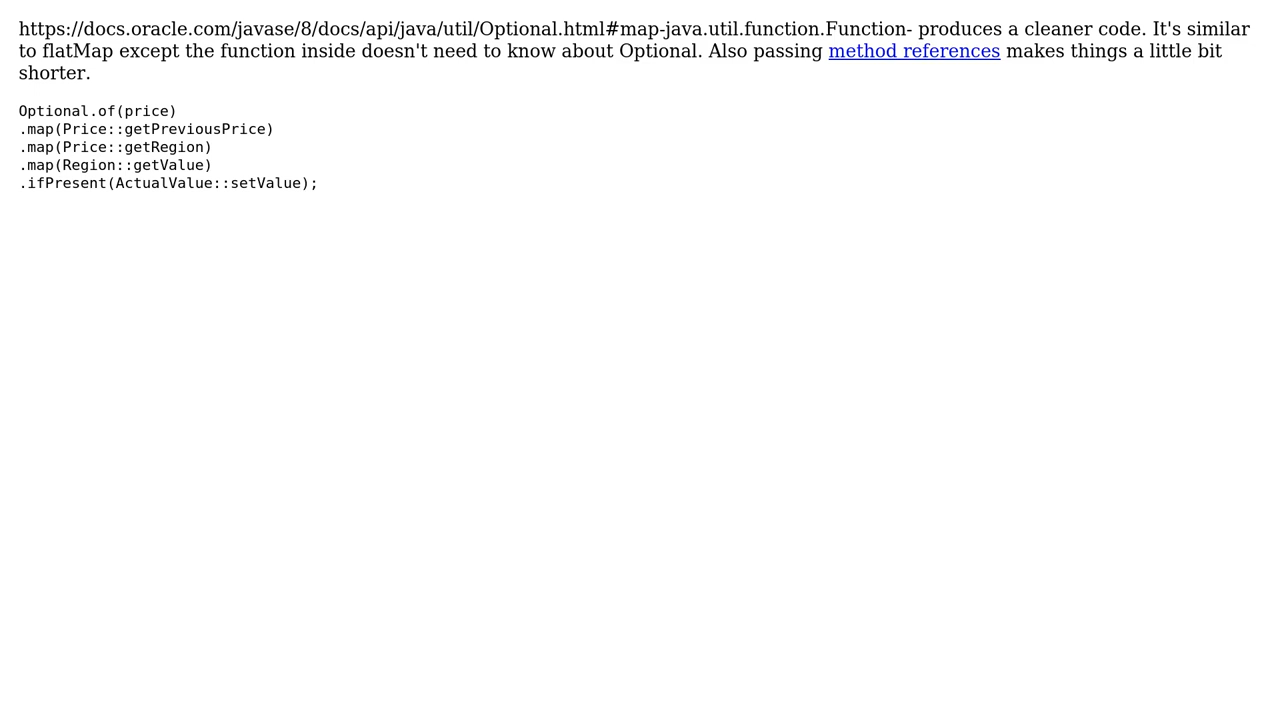 https://docs.oracle.com/javase/8/docs/api/java/util/Optional.html#map-java.util.function.Function- produces a cleaner code. It's similar
to flatMap except the function inside doesn't need to know about Optional. Also passing method references makes things a little bit
shorter.
Optional.of(price)
.map(Price::getPreviousPrice)
.map(Price::getRegion)
.map(Region::getValue)
.ifPresent(ActualValue::setValue);